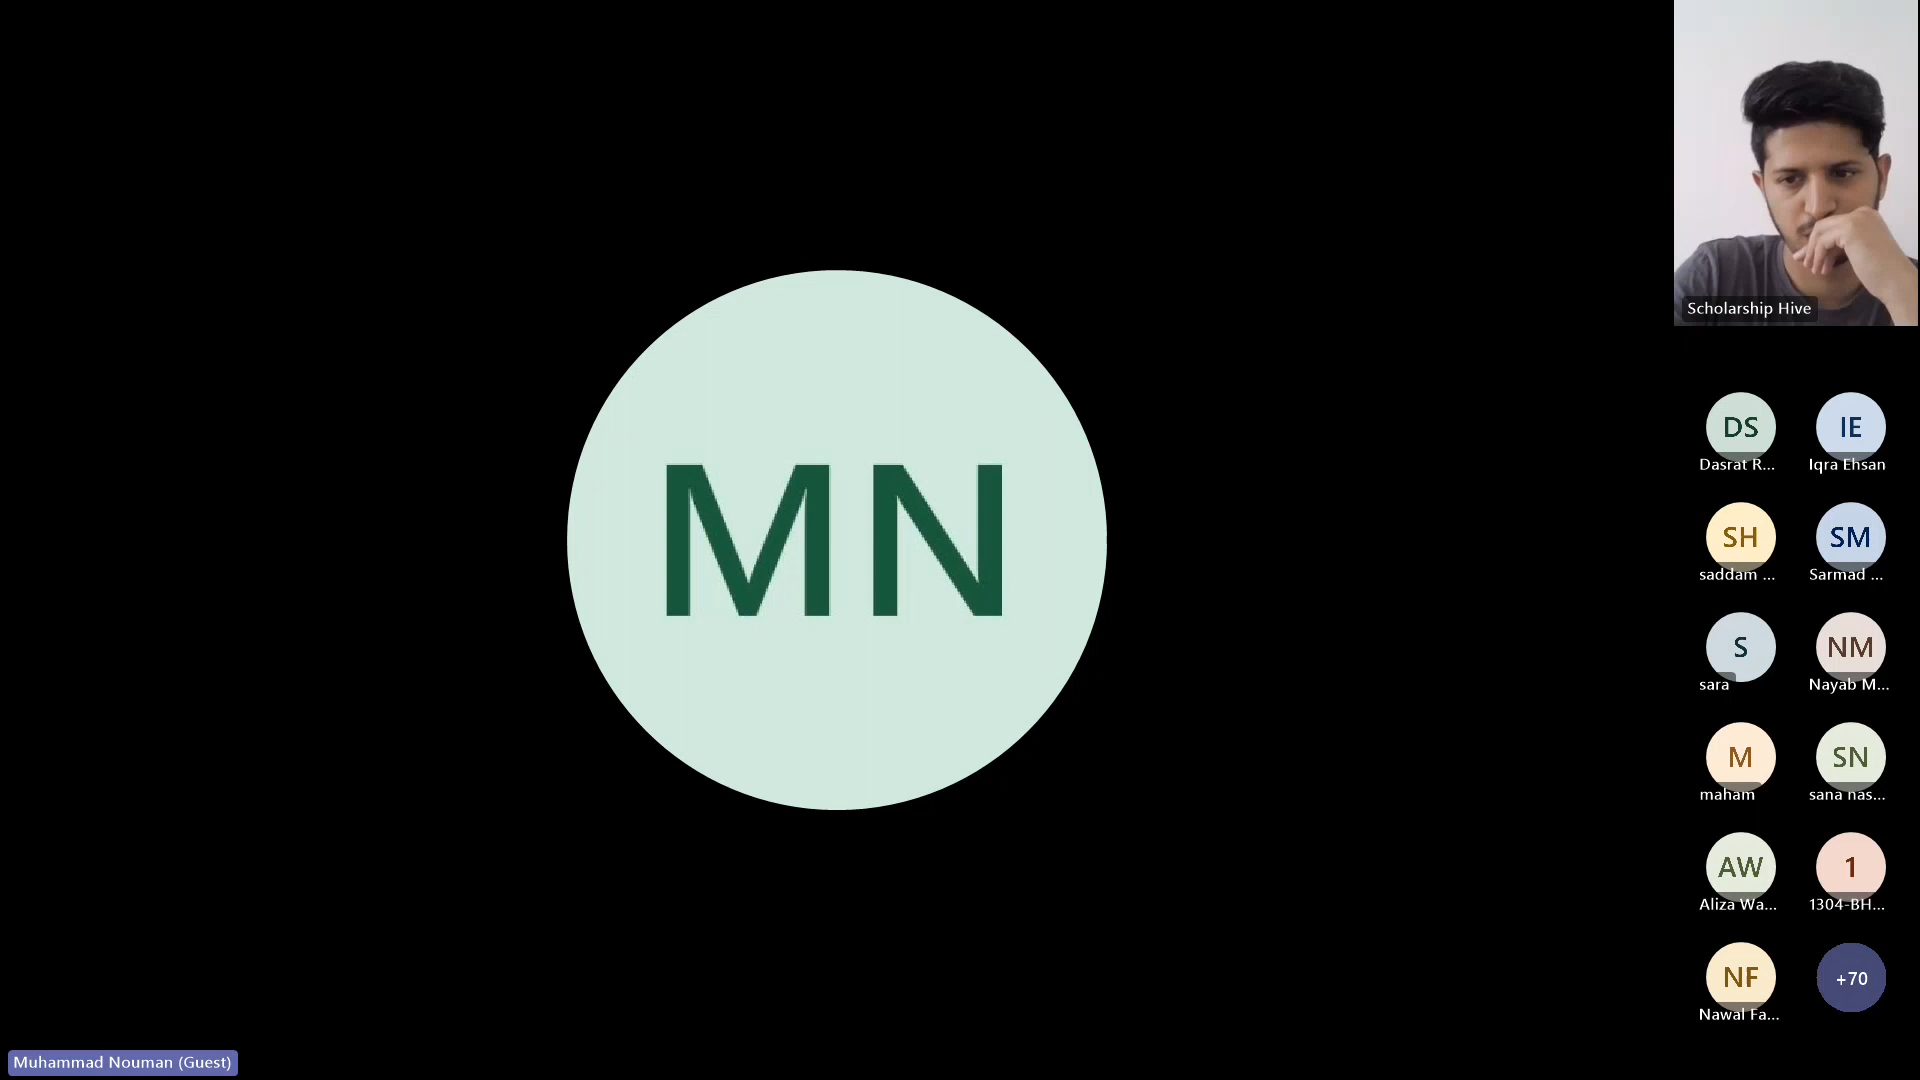 MN
Muhammad Nouman (Guest)
Scholarship Hive
DS
Dasrat R...
IE
Iqra Ehsan
SH
saddam ...
SM
Sarmad ...
S
sara
NM
Nayab M...
M
maham
SN
sana nas...
AW
Aliza Wa...
1
1304-BH...
NF
Nawal Fa...
+70